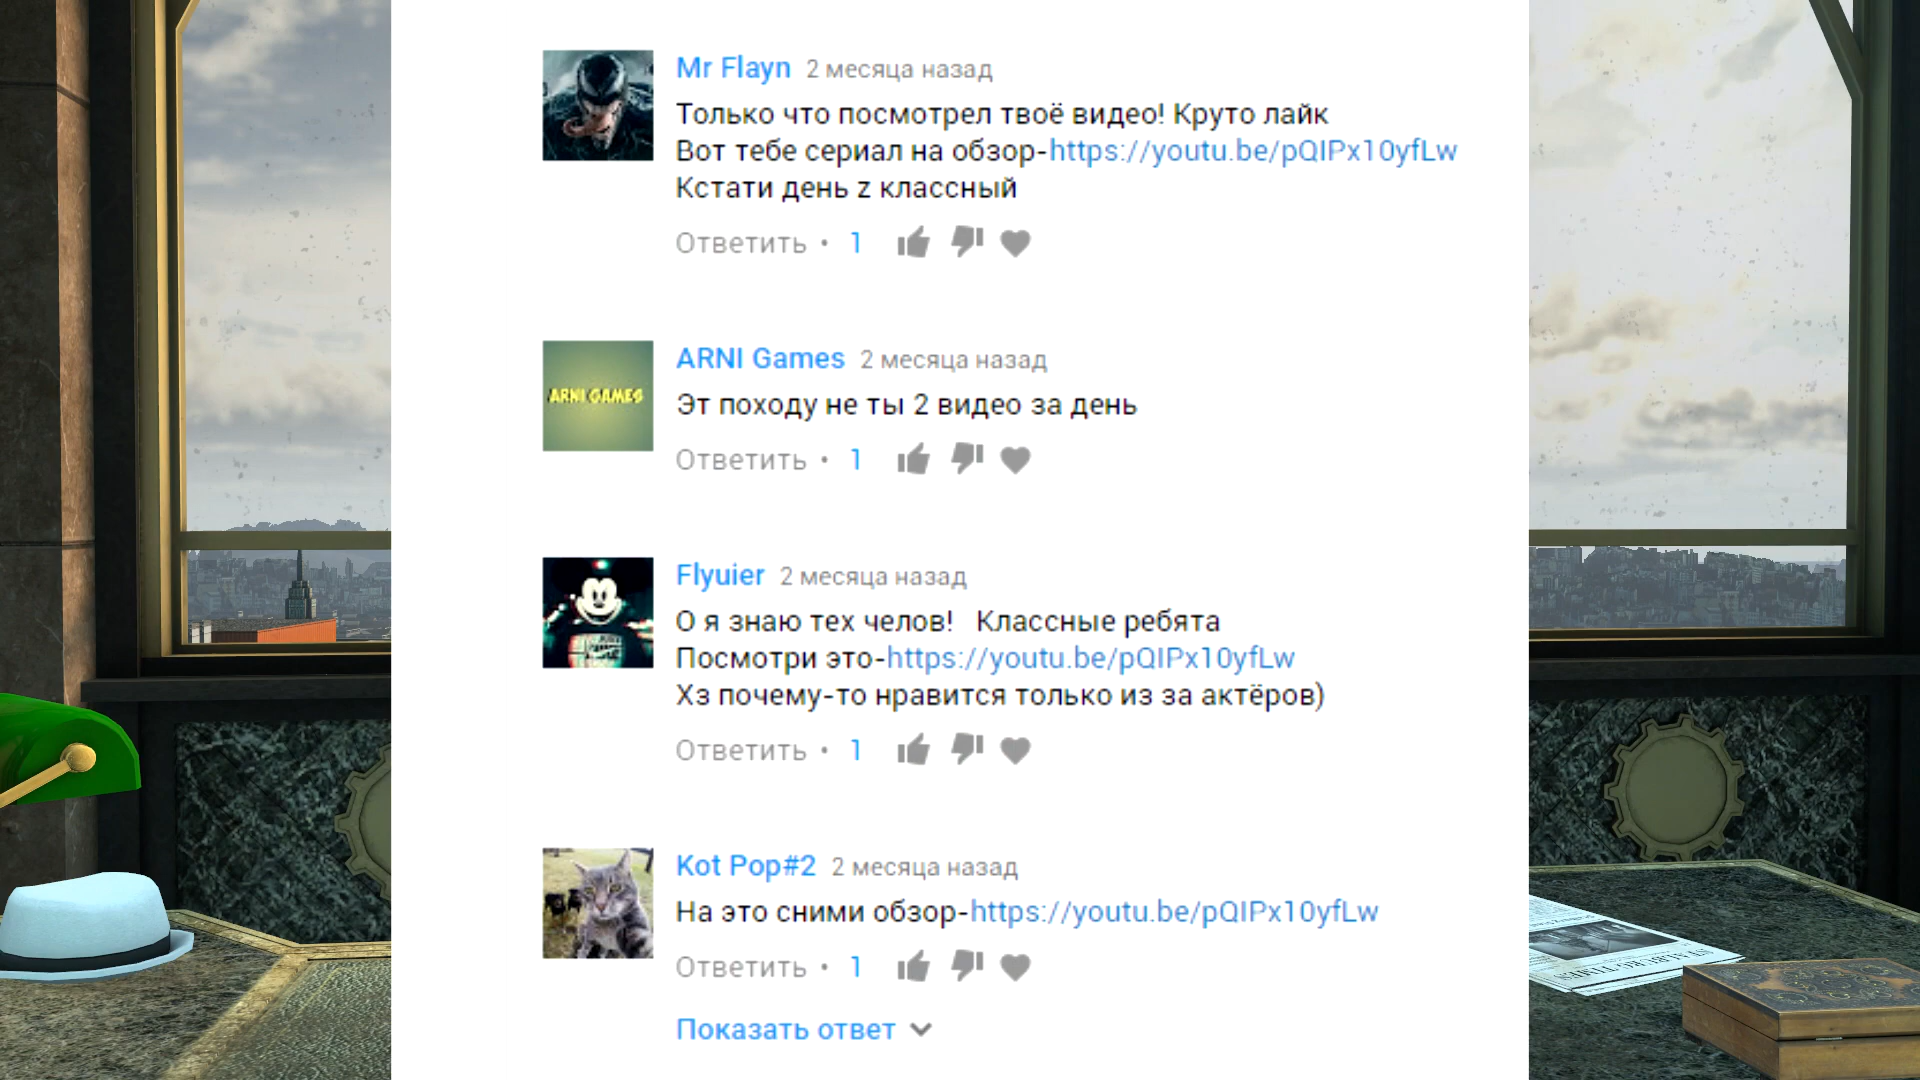 Mr Flayn 2 месяца назад
Только что посмотрел твоё видео! Круто лайк
Вот тебе сериал на обзор-https://youtu.be/pQIPx10yfLw
Кстати день z классный
Ответить • 1
ARNI GAMES
ARNI Games 2 месяца назад
Эт походу не ты 2 видео за день
Ответить • 1
Flyuier 2 месяца назад
О я знаю тех челов!   Классные ребята
Посмотри это-https://youtu.be/pQIPx10yfLw
Хз почему-то нравится только из за актёров)
Ответить • 1
Kot Pop#2 2 месяца назад
На это сними обзор-https://youtu.be/pQIPx10yfLw
Ответить • 1
Показать ответ